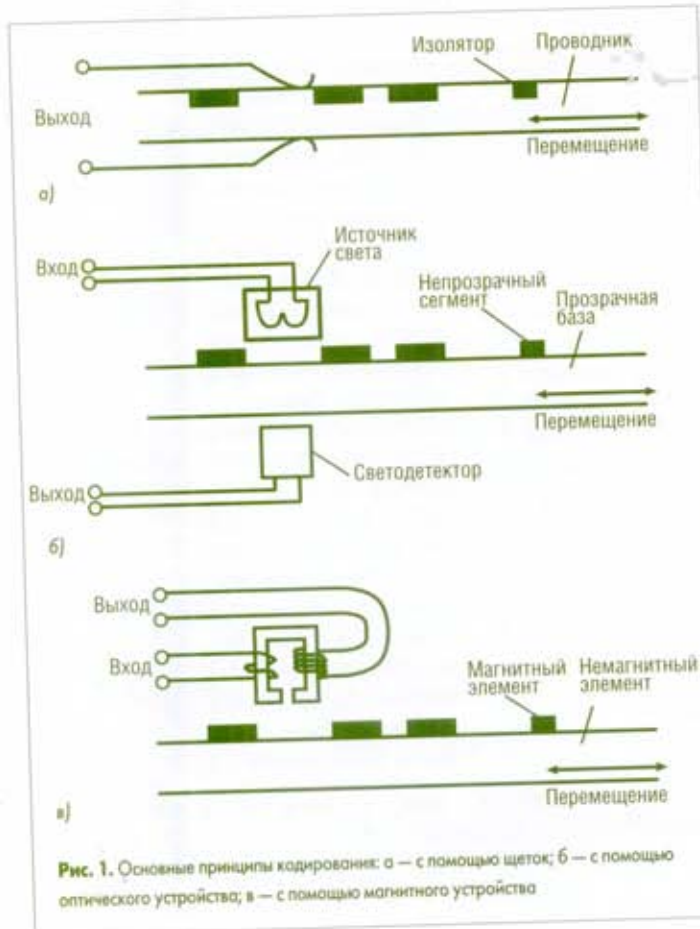 Изолятор
Проводник
Выход
Перемещение
а)
Источник
света
Вход
Непрозрачный
сегмент
Прозрачная
база
Перемещение
Светодетектор
Выход
б)
Выход
Вход
Магнитный
элемент
Немагнитный
элемент
Перемещение
в)
Рис. 1. Основные принципы кодирования: а — с помощью щеток; б — с помощью
оптического устройства; в — с помощью магнитного устройства